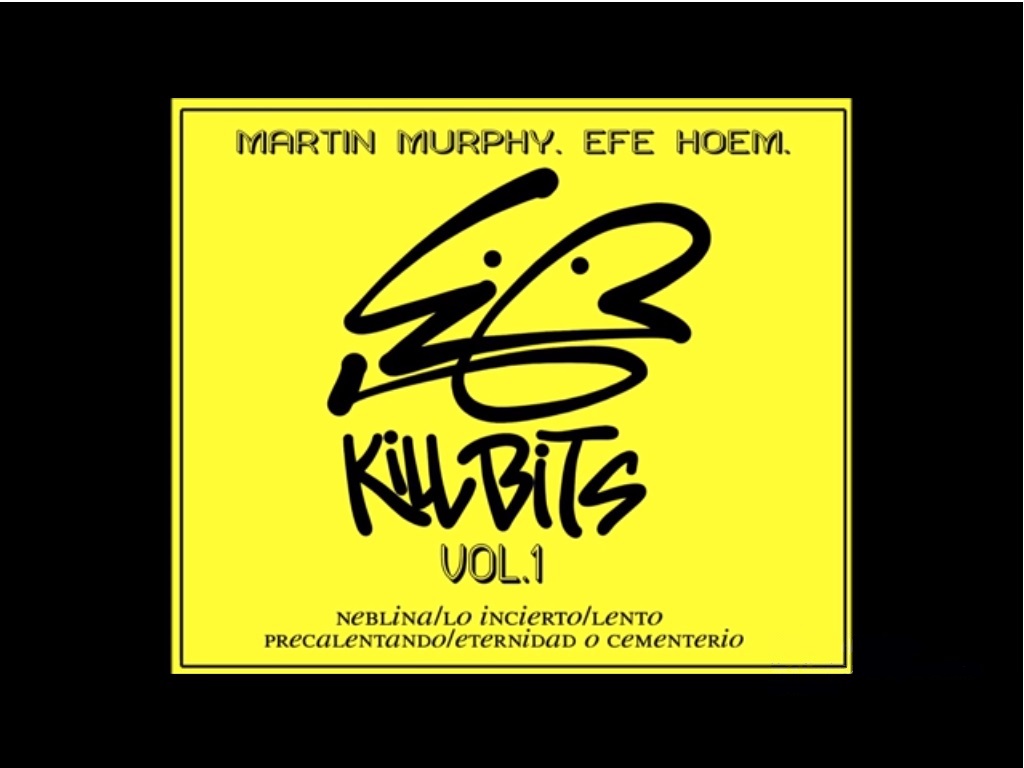 MARTIN MURPHY. EFE HOEM.
KiLLBiTS
VOL.1
NeBLiNa/LO iNCieRTO/LeNTO
PReCaLeNTaNDO/eTeRNiDaD O CeMeNTeRiO